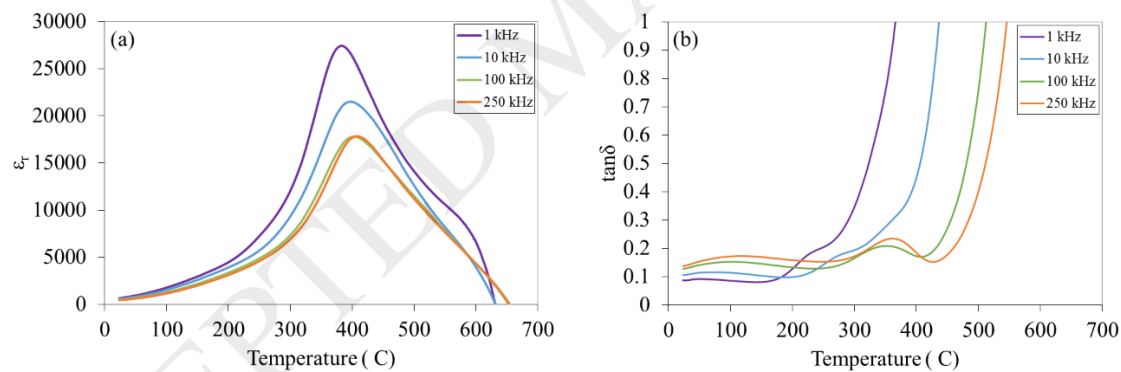 (a)
1 kHz
10 kHz
100 kHz
250 kHz
30000
25000
20000
15000
10000
5000
0
εr
0 100 200 300 400 500 600 700
Temperature ( C)
(b)
1 kHz
10 kHz
100 kHz
250 kHz
1
0.9
0.8
0.7
0.6
0.5
0.4
0.3
0.2
0.1
0
tanδ
0 100 200 300 400 500 600 700
Temperature ( C)
EPTED MA